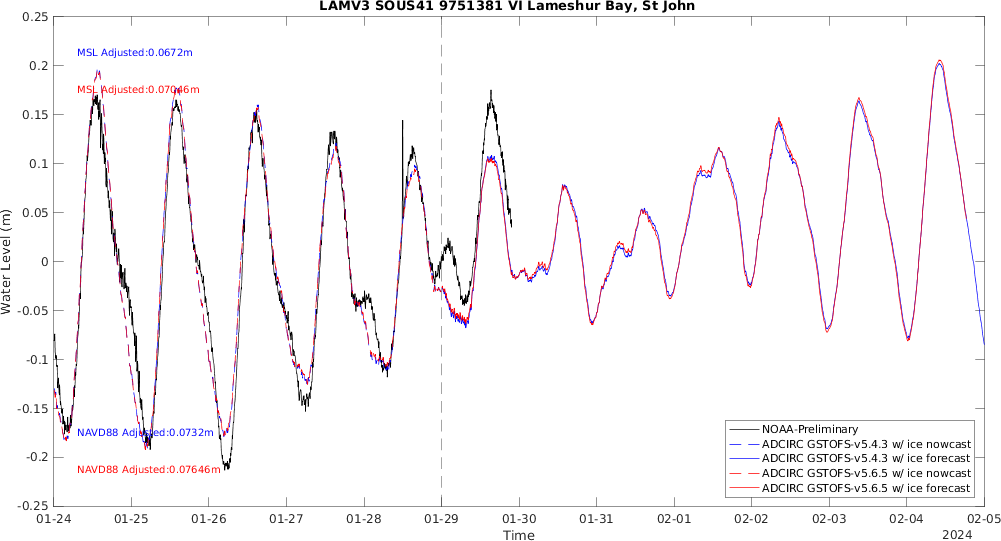 LAMV3 SOUS41 9751381 VI Lameshur Bay, St John
0.25
0.2
0.15
0.1
0.05
0
-0.05
-0.1
-0.15
-0.2
-0.25
Water Level (m)
MSL Adjusted:0.0672m
MSL Adjusted:0.07046m
NAVD88 Adjusted:0.0732m
NAVD88 Adjusted:0.07646m
NOAA-Preliminary
ADCIRC GSTOFS-v5.4.3 w/ ice nowcast
ADCIRC GSTOFS-v5.4.3 w/ ice forecast
ADCIRC GSTOFS-v5.6.5 w/ ice nowcast
ADCIRC GSTOFS-v5.6.5 w/ ice forecast
01-24 01-25 01-26 01-27 01-28 01-29 01-30 01-31 02-01 02-02 02-03 02-04 02-05
Time
2024